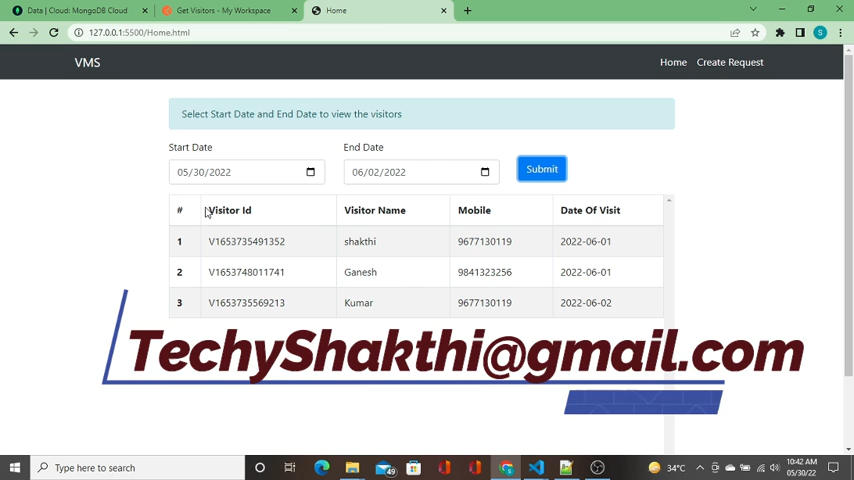 Data | Cloud: MongoDB Cloud
Get Visitors - My Workspace
Home
127.0.0.1:5500/Home.html
S
VMS
Home Create Request
Select Start Date and End Date to view the visitors
Start Date End Date
05/30/2022 06/02/2022 Submit
# Visitor Id Visitor Name Mobile Date Of Visit
1 V1653735491352 shakthi 9677130119 2022-06-01
2 V1653748011741 Ganesh 9841323256 2022-06-01
3 V1653735569213 Kumar 9677130119 2022-06-02
TechyShakthi@gmail.com
Type here to search
49
34°C
10:42 AM
05/30/22